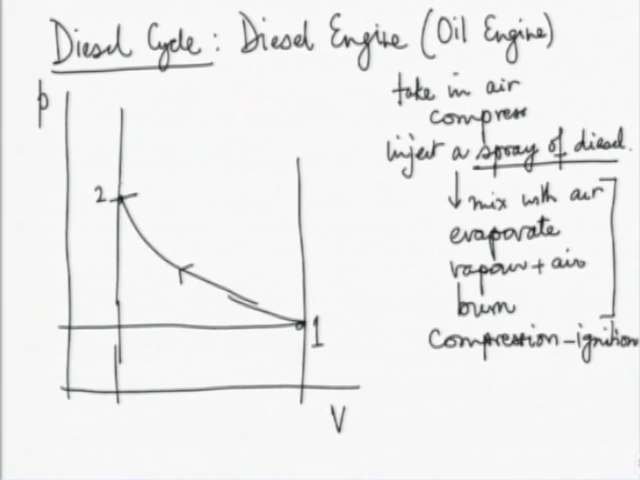 Diesel Cycle: Diesel Engine (Oil Engine)
p
take in air
compress
inject a spray of diesel.
2
mix with air
evaporate
vapour + air
burn
1
compression-ignition
V